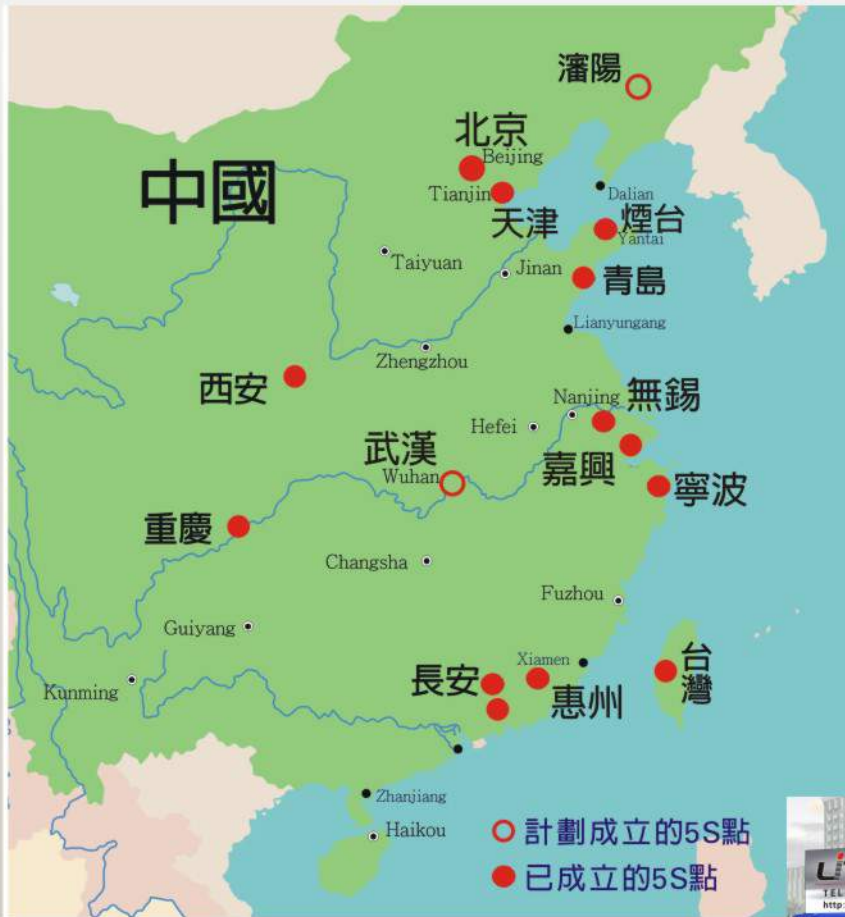 瀋陽
北京
Beijing
中國
Tianjin
天津
Dalian
煙台
Yantai
Taiyuan
Jinan
青島
Lianyungang
Zhengzhou
西安
Nanjing
無錫
Hefei
武漢
Wuhan
嘉興
寧波
重慶
Changsha
Fuzhou
Guiyang
Xiamen
台灣
Kunming
長安
惠州
Zhanjiang
Haikou
計劃成立的5S點
已成立的5S點
TEL
http: